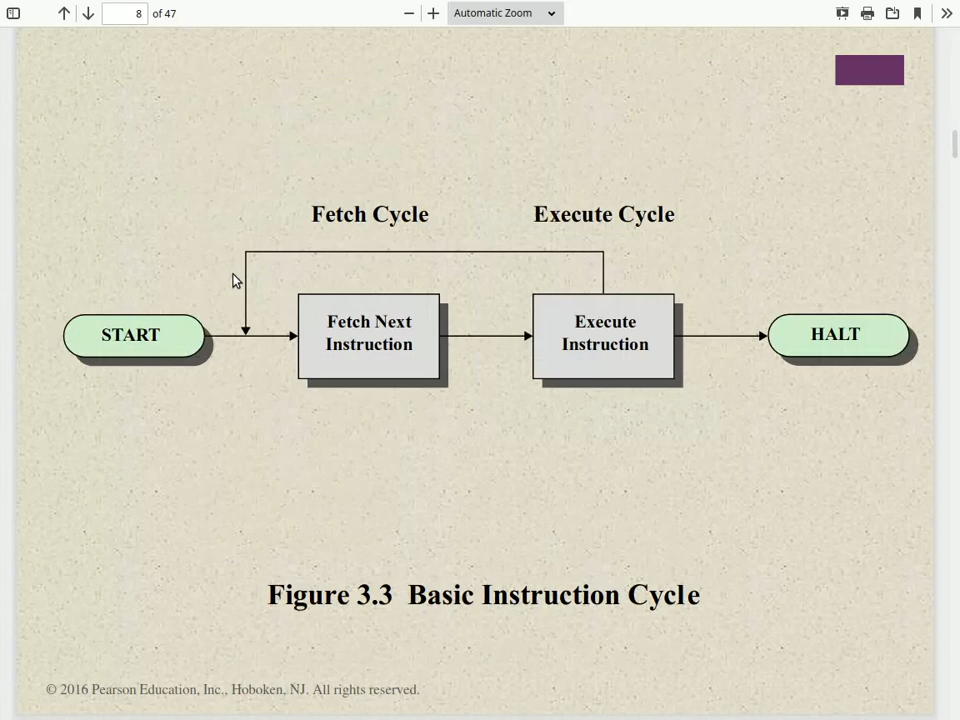 8 of 47
Automatic Zoom
Fetch Cycle
Execute Cycle
START
Fetch Next
Instruction
Execute
Instruction
HALT
Figure 3.3 Basic Instruction Cycle
© 2016 Pearson Education, Inc., Hoboken, NJ. All rights reserved.